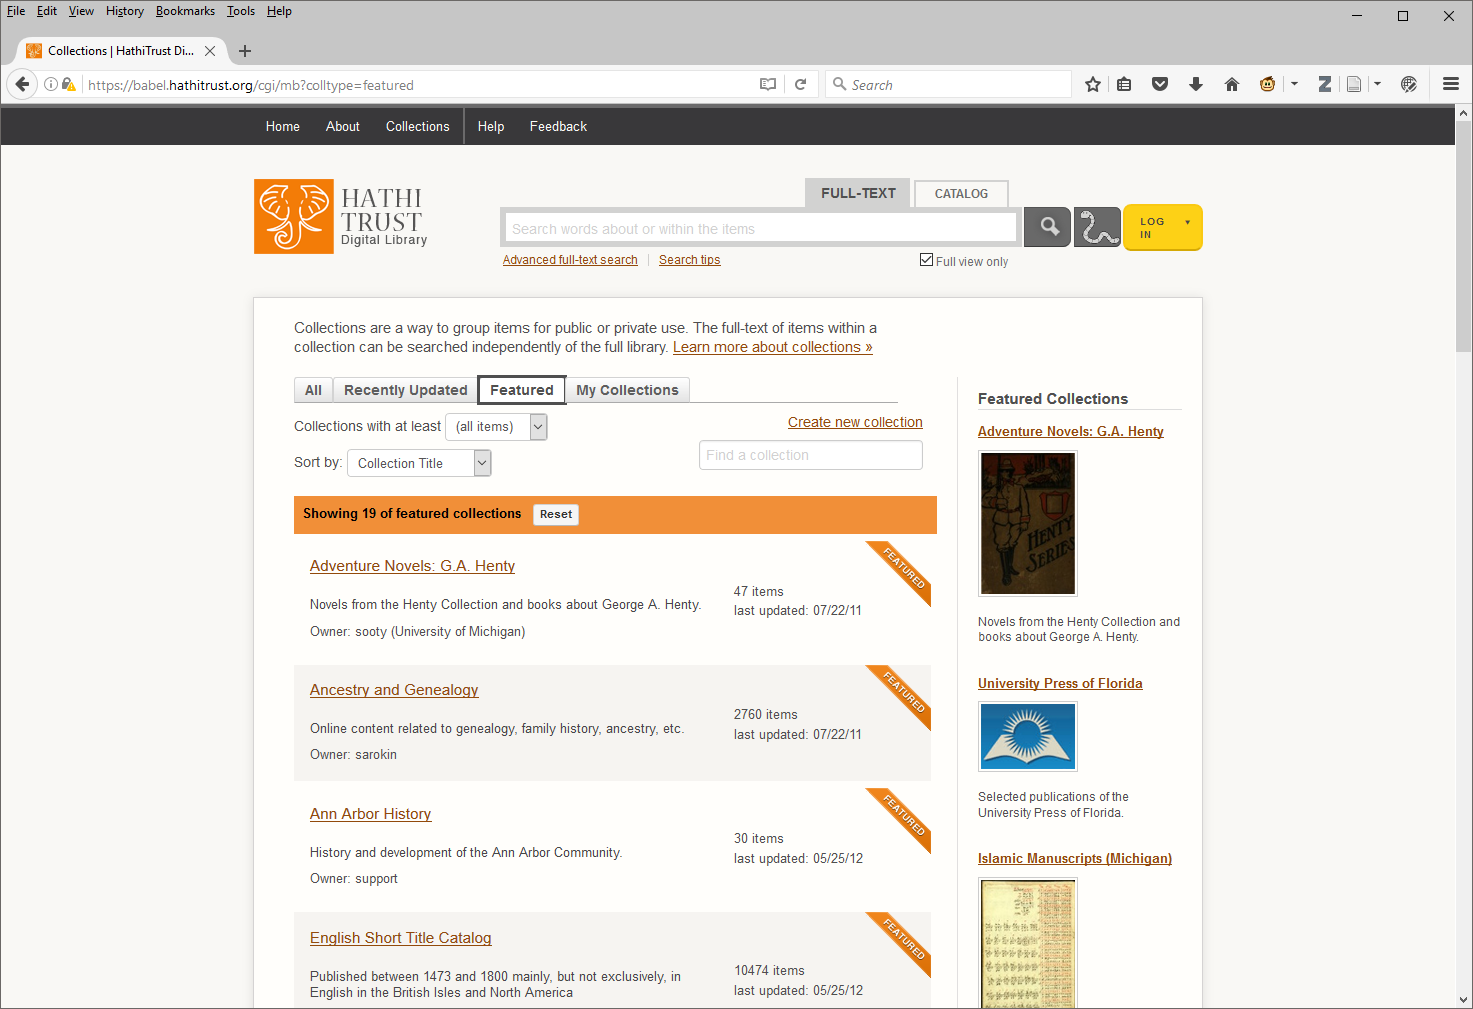 File Edit View History Bookmarks Tools Help
Collections | HathiTrust Di...
https://babel.hathitrust.org/cgi/mb?colltype=featured
Search
Home About Collections Help Feedback
HATHI
TRUST
Digital Library
FULL-TEXT CATALOG
Search words about or within the items
LOG
IN
Advanced full-text search Search tips
Full view only
Collections are a way to group items for public or private use. The full-text of items within a
collection can be searched independently of the full library. Learn more about collections »
All Recently Updated Featured My Collections
Collections with at least (all items)
Create new collection
Sort by: Collection Title
Find a collection
Showing 19 of featured collections Reset
Adventure Novels: G.A. Henty
Novels from the Henty Collection and books about George A. Henty.
Owner: sooty (University of Michigan)
47 items
last updated: 07/22/11
FEATURED
Ancestry and Genealogy
Online content related to genealogy, family history, ancestry, etc.
Owner: sarokin
2760 items
last updated: 07/22/11
FEATURED
Ann Arbor History
History and development of the Ann Arbor Community.
Owner: support
30 items
last updated: 05/25/12
FEATURED
English Short Title Catalog
Published between 1473 and 1800 mainly, but not exclusively, in
English in the British Isles and North America
10474 items
last updated: 05/25/12
FEATURED
Featured Collections
Adventure Novels: G.A. Henty
HENTY
SERIES
Novels from the Henty Collection and
books about George A. Henty.
University Press of Florida
Selected publications of the
University Press of Florida.
Islamic Manuscripts (Michigan)